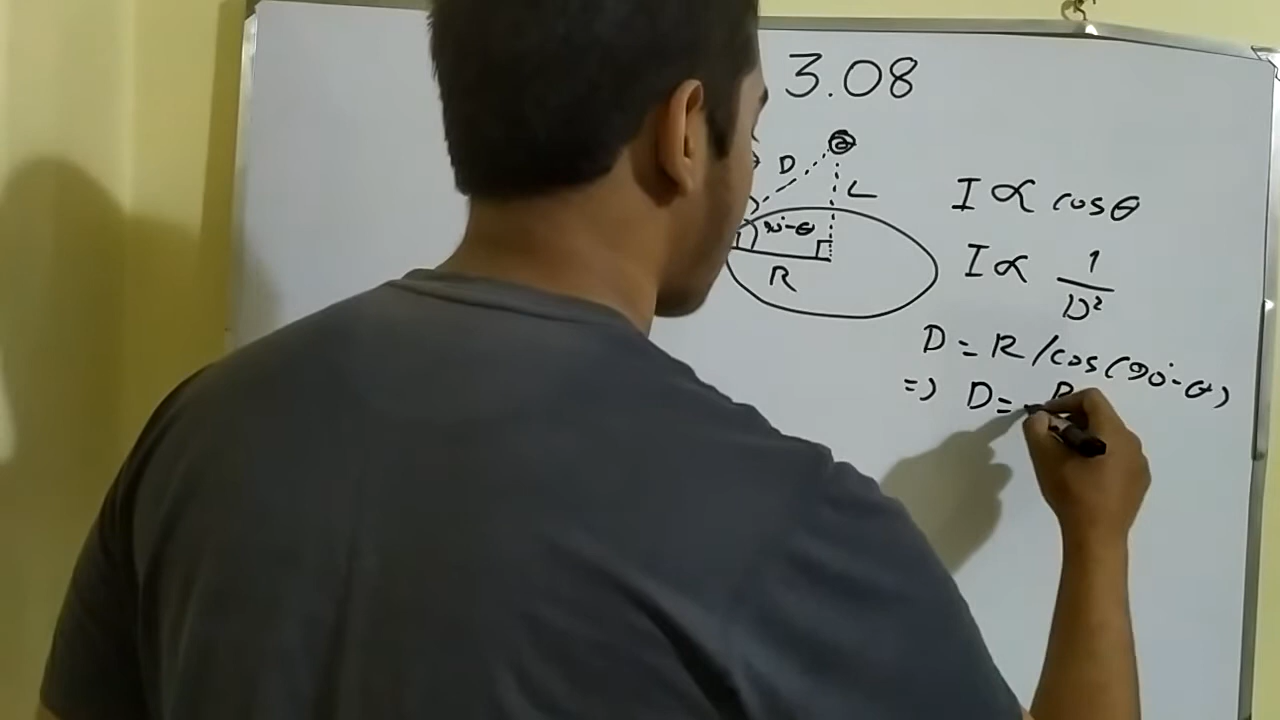 3.08
D
L
90°-θ
R
I ∝ cosθ
I ∝ 1/D²
D = R/cos(90°-θ)
=) D =